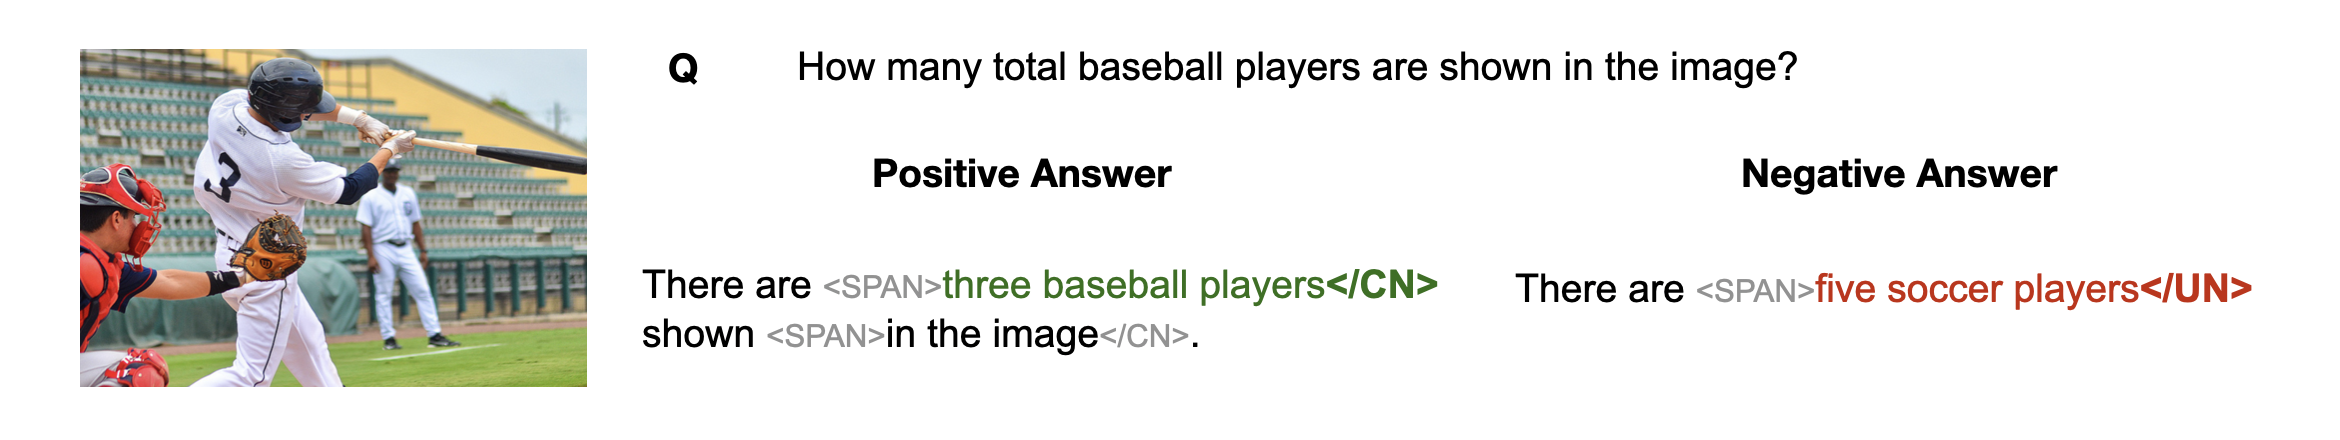 Q How many total baseball players are shown in the image?
Positive Answer
Negative Answer
There are <SPAN>three baseball players</CN>
shown <SPAN>in the image</CN>.
There are <SPAN>five soccer players</UN>
3